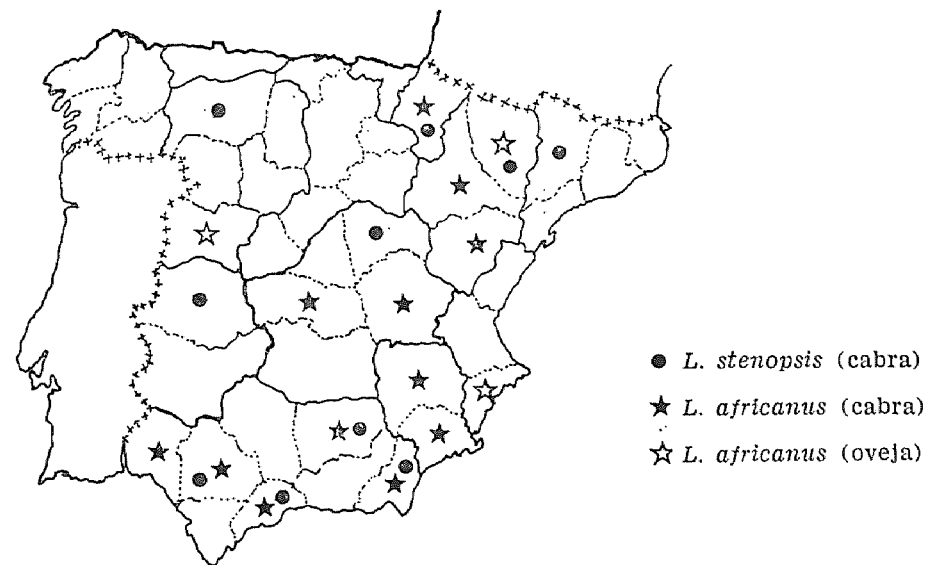 L. stenopsis (cabra)
L. africanus (cabra)
L. africanus (oveja)